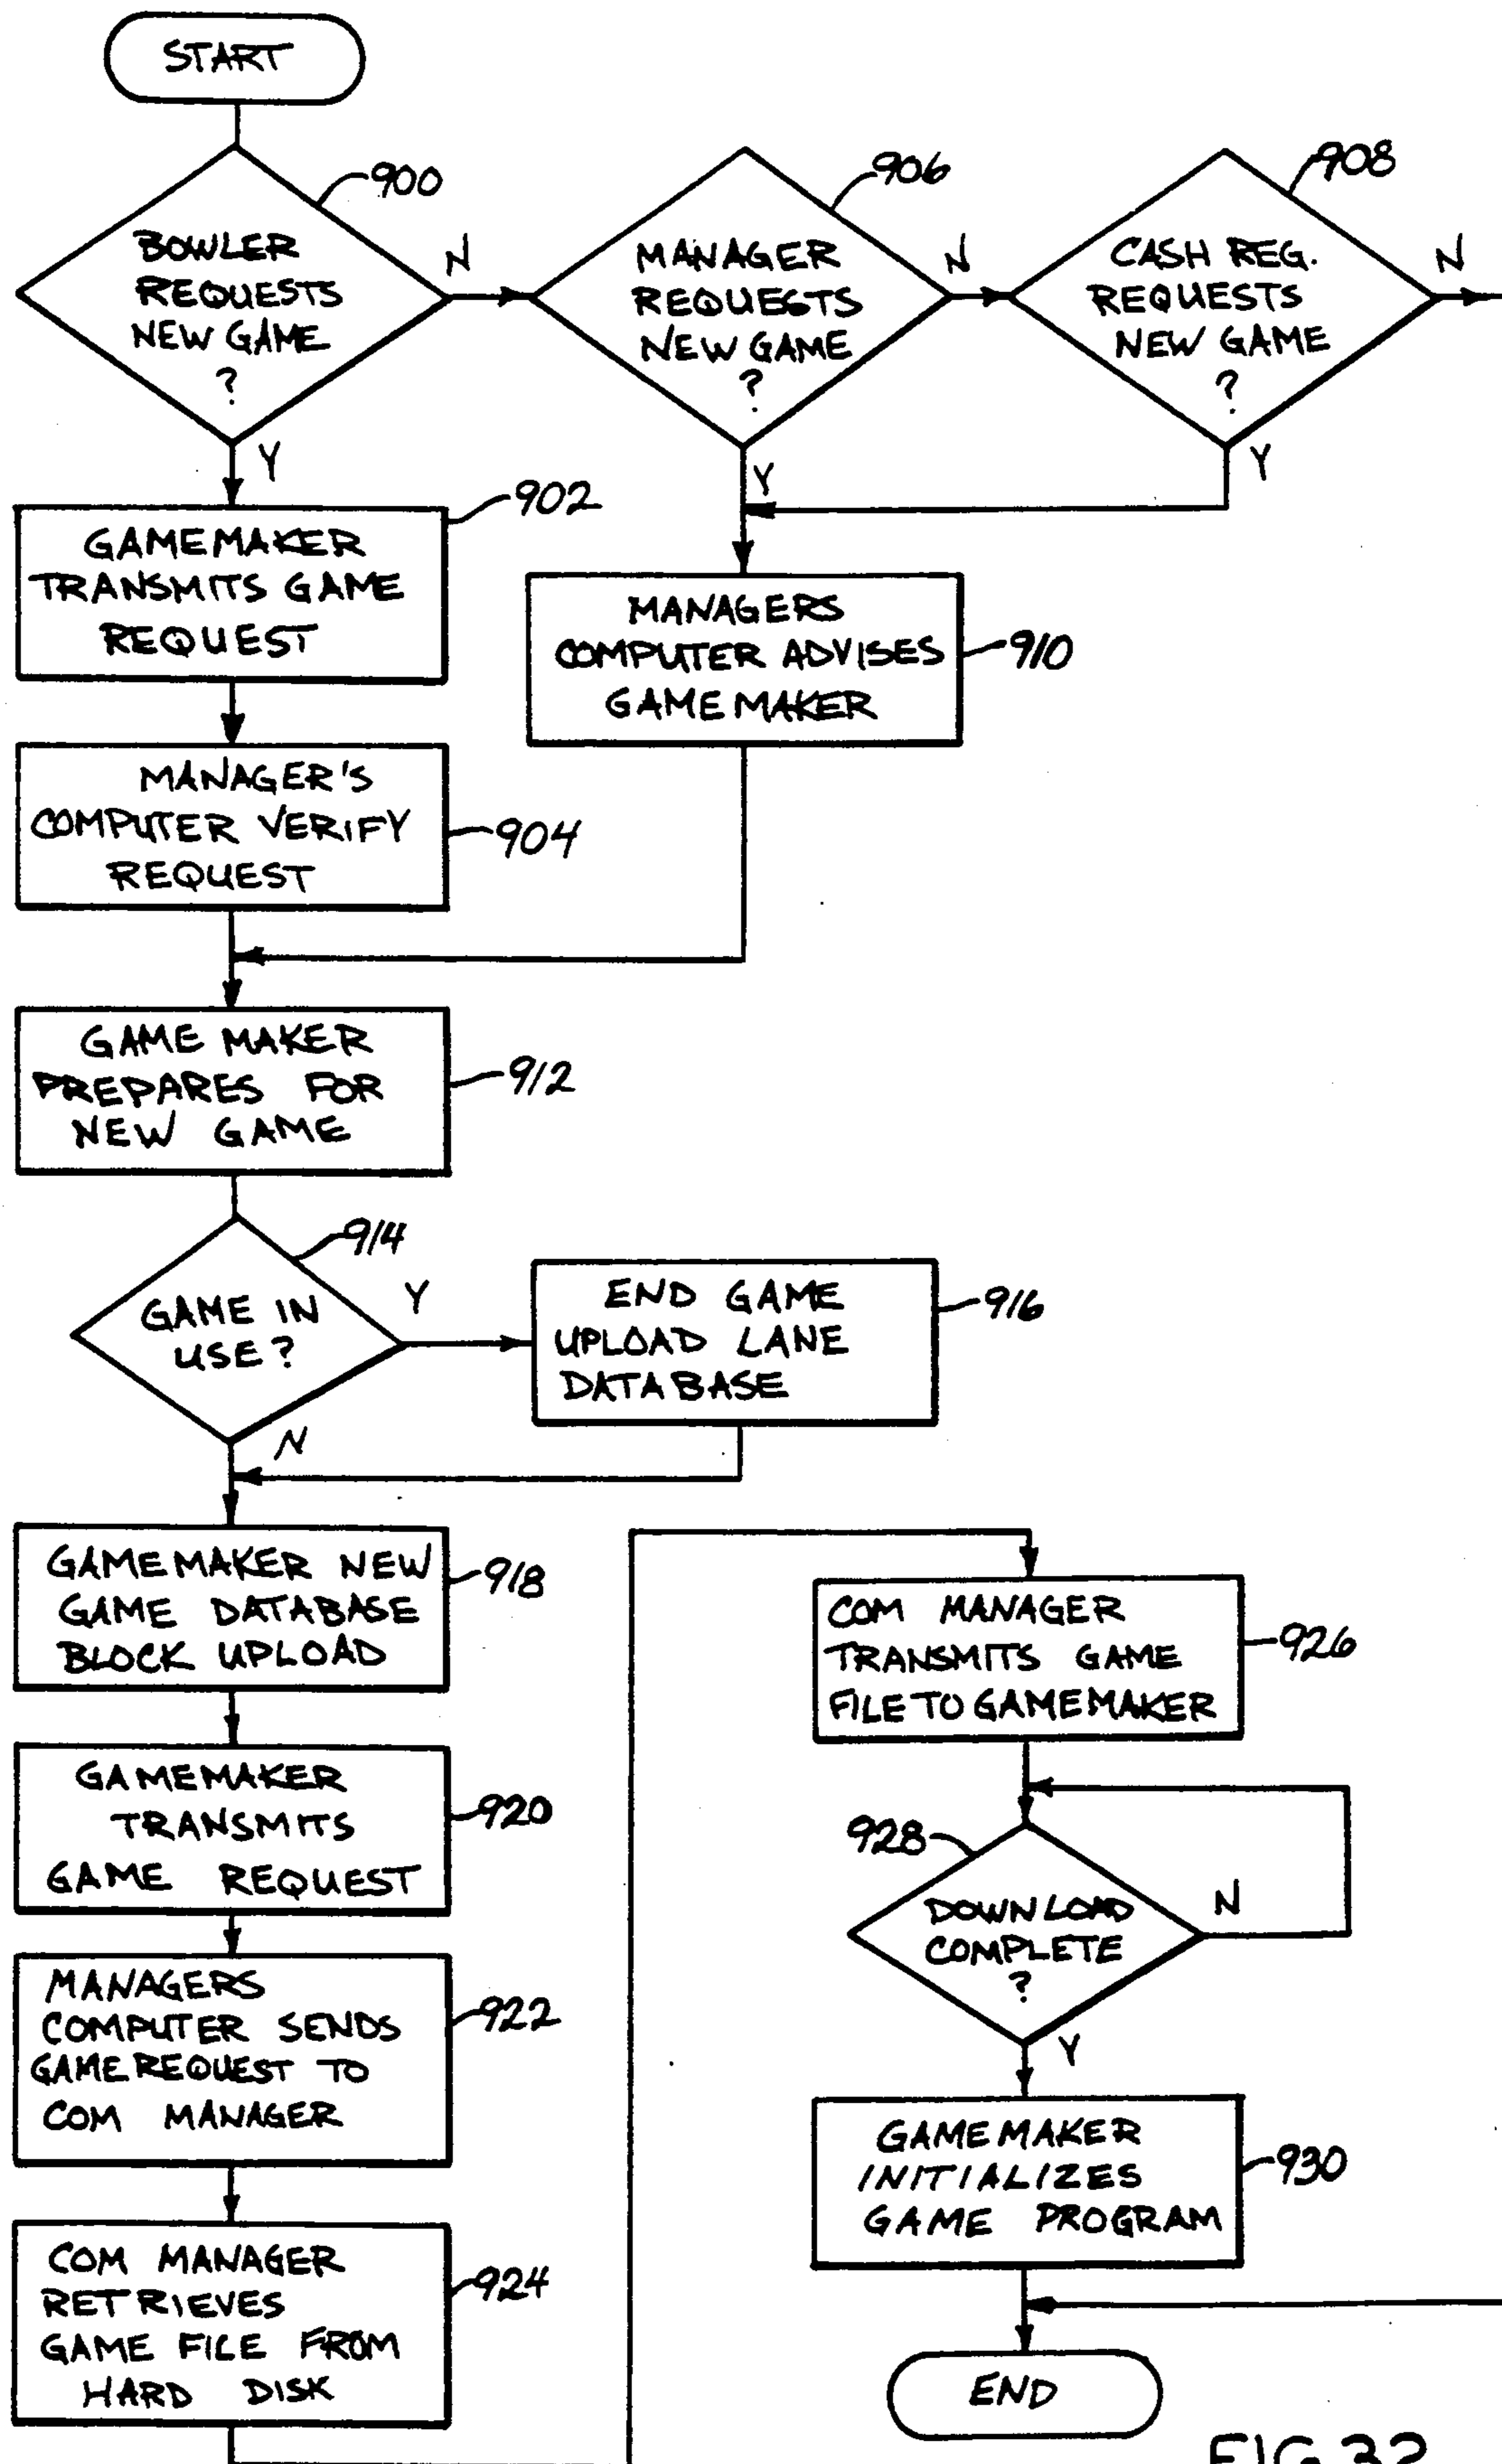 START
900
BOWLER
REQUESTS
NEW GAME
?
N
Y
906
MANAGER
REQUESTS
NEW GAME
?
N
Y
908
CASH REG.
REQUESTS
NEW GAME
?
N
Y
902
GAMEMAKER
TRANSMITS GAME
REQUEST
MANAGERS
COMPUTER ADVISES
GAME MAKER
910
MANAGER'S
COMPUTER VERIFY
REQUEST
904
GAME MAKER
PREPARES FOR
NEW GAME
912
914
GAME IN
USE?
Y
N
END GAME
UPLOAD LANE
DATABASE
916
GAMEMAKER NEW
GAME DATABASE
BLOCK UPLOAD
918
GAMEMAKER
TRANSMITS
GAME REQUEST
920
MANAGERS
COMPUTER SENDS
GAME REQUEST TO
COM MANAGER
922
COM MANAGER
RETRIEVES
GAME FILE FROM
HARD DISK
924
COM MANAGER
TRANSMITS GAME
FILE TO GAMEMAKER
926
928
DOWNLOAD
COMPLETE
?
N
Y
GAMEMAKER
INITIALIZES
GAME PROGRAM
930
END
FIG. 32